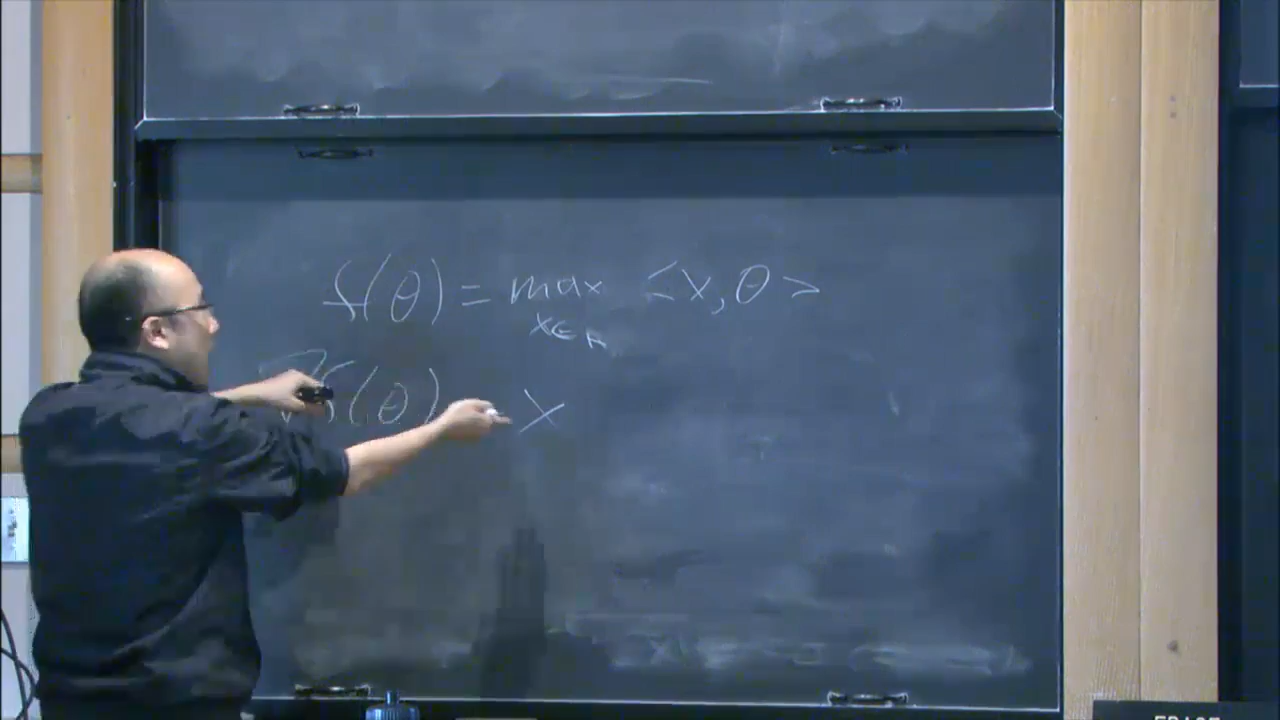 f(θ) = max <x, θ>
x∈A
∇f(θ) x